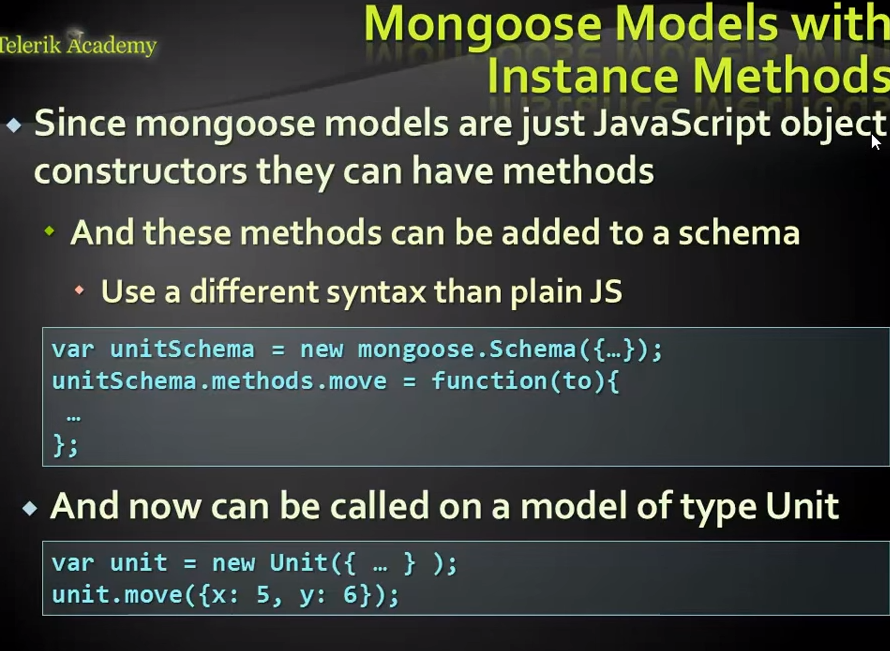 Telerik Academy
Mongoose Models with
Instance Methods
Since mongoose models are just JavaScript object
constructors they can have methods
And these methods can be added to a schema
Use a different syntax than plain JS
var unitSchema = new mongoose.Schema({…});
unitSchema.methods.move = function(to){
…
};
And now can be called on a model of type Unit
var unit = new Unit({ … } );
unit.move({x: 5, y: 6});